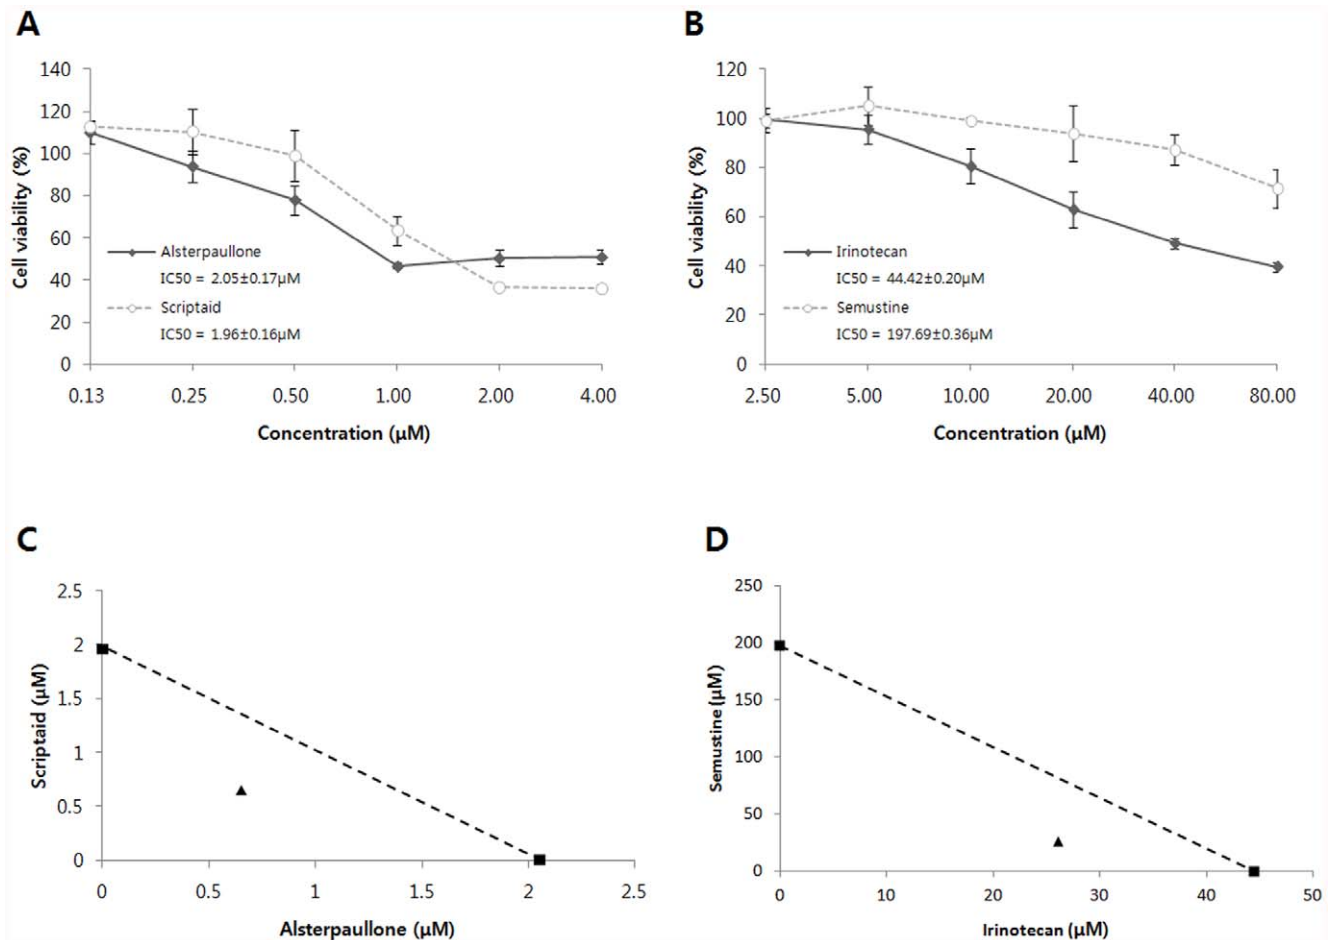 A
Cell viability (%)
140
120
100
80
60
40
20
0
Alsterpaullone
IC50 = 2.05±0.17μM
Scriptaid
IC50 = 1.96±0.16μM
0.13 0.25 0.50 1.00 2.00 4.00
Concentration (μM)
B
Cell viability (%)
120
100
80
60
40
20
0
Irinotecan
IC50 = 44.42±0.20μM
Semustine
IC50 = 197.69±0.36μM
2.50 5.00 10.00 20.00 40.00 80.00
Concentration (μM)
C
Scriptaid (μM)
2.5
2
1.5
1
0.5
0
0 0.5 1 1.5 2 2.5
Alsterpaullone (μM)
D
Semustine (μM)
250
200
150
100
50
0
0 10 20 30 40 50
Irinotecan (μM)